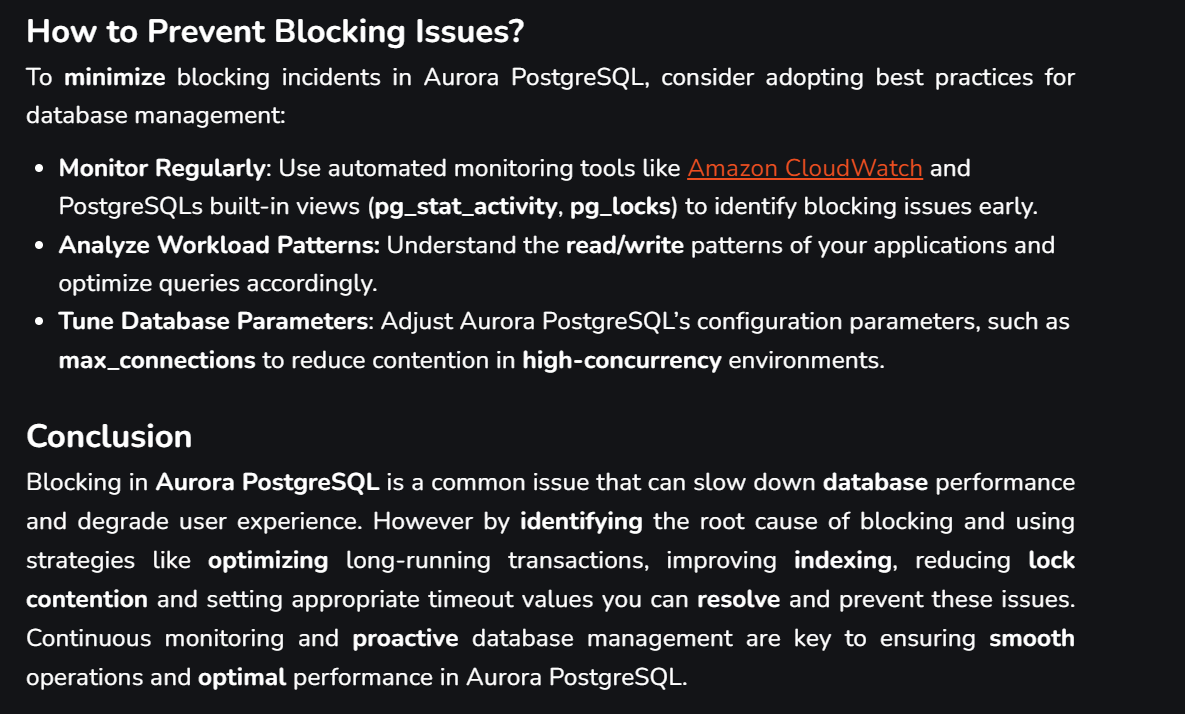 How to Prevent Blocking Issues?
To minimize blocking incidents in Aurora PostgreSQL, consider adopting best practices for
database management:
• Monitor Regularly: Use automated monitoring tools like Amazon CloudWatch and
PostgreSQLs built-in views (pg_stat_activity, pg_locks) to identify blocking issues early.
• Analyze Workload Patterns: Understand the read/write patterns of your applications and
optimize queries accordingly.
• Tune Database Parameters: Adjust Aurora PostgreSQL’s configuration parameters, such as
max_connections to reduce contention in high-concurrency environments.
Conclusion
Blocking in Aurora PostgreSQL is a common issue that can slow down database performance
and degrade user experience. However by identifying the root cause of blocking and using
strategies like optimizing long-running transactions, improving indexing, reducing lock
contention and setting appropriate timeout values you can resolve and prevent these issues.
Continuous monitoring and proactive database management are key to ensuring smooth
operations and optimal performance in Aurora PostgreSQL.